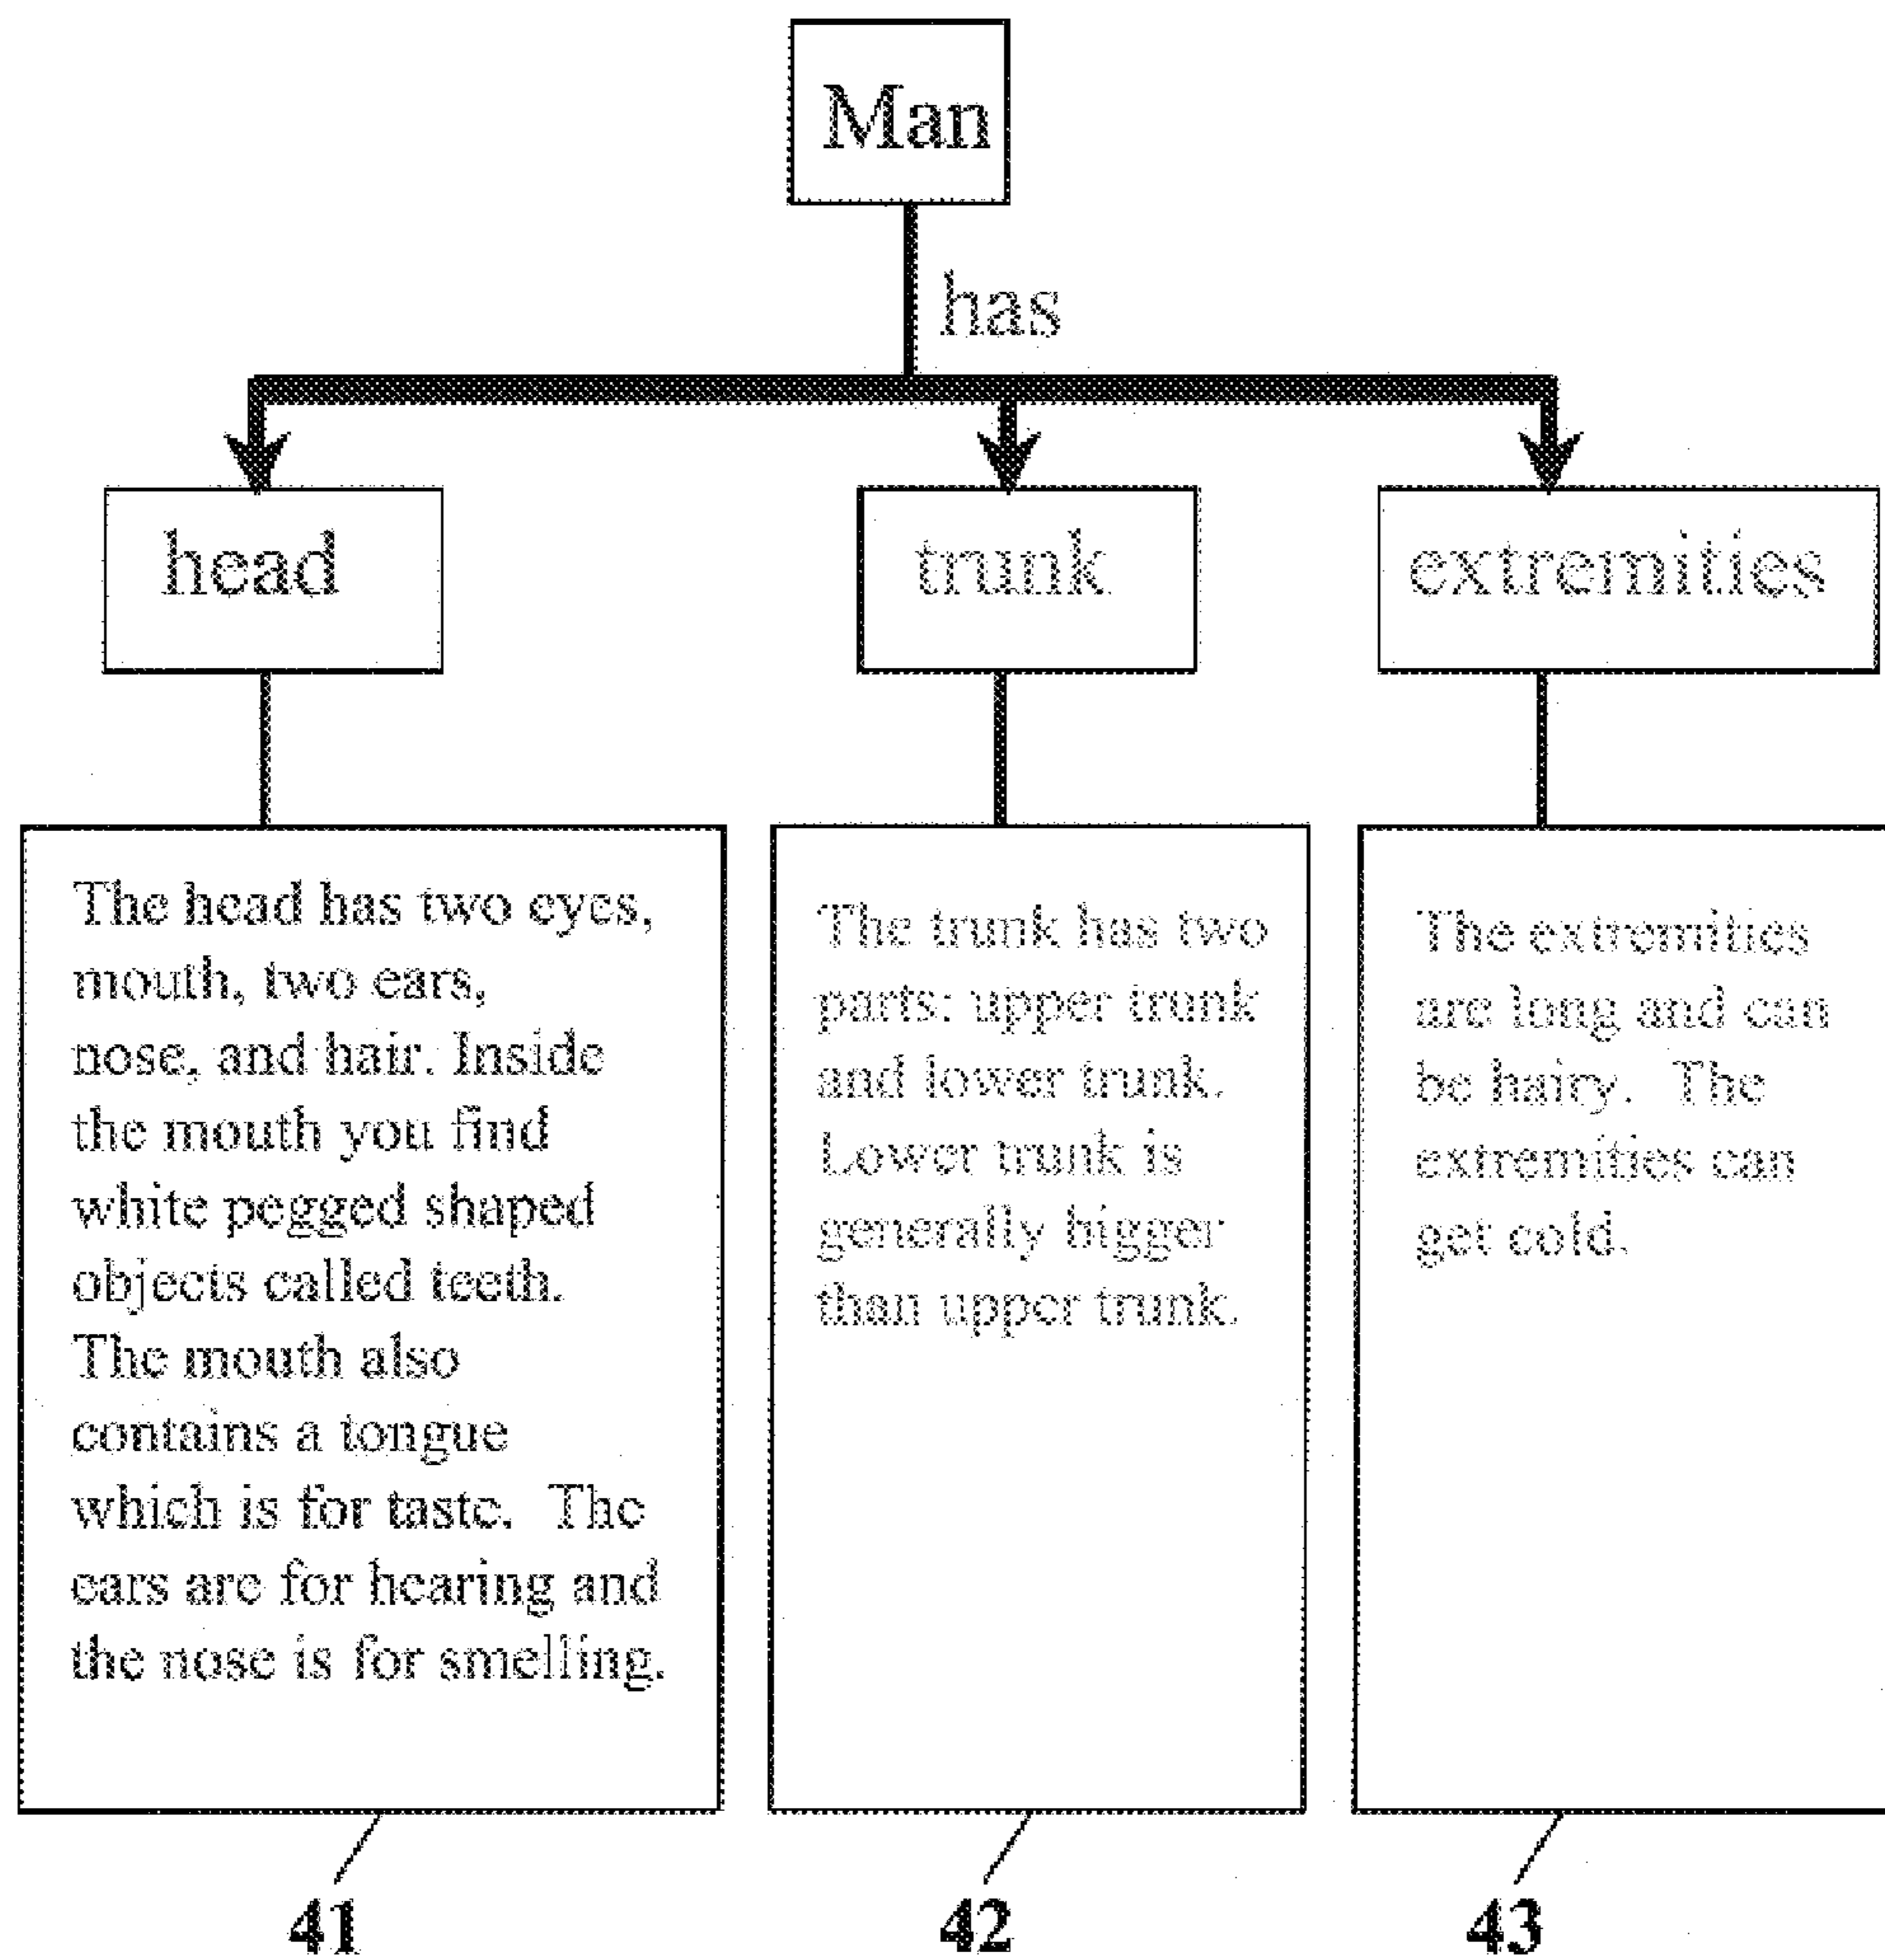 Man
has
head
trunk
extremities
The head has two eyes,
mouth, two ears,
nose, and hair. Inside
the mouth you find
white pegged shaped
objects called teeth.
The mouth also
contains a tongue
which is for taste.  The
ears are for hearing and
the nose is for smelling.
The trunk has two
parts: upper trunk
and lower trunk.
Lower trunk is
generally bigger
than upper trunk.
The extremities
are long and can
be hairy.  The
extremities can
get cold.
41
42
43